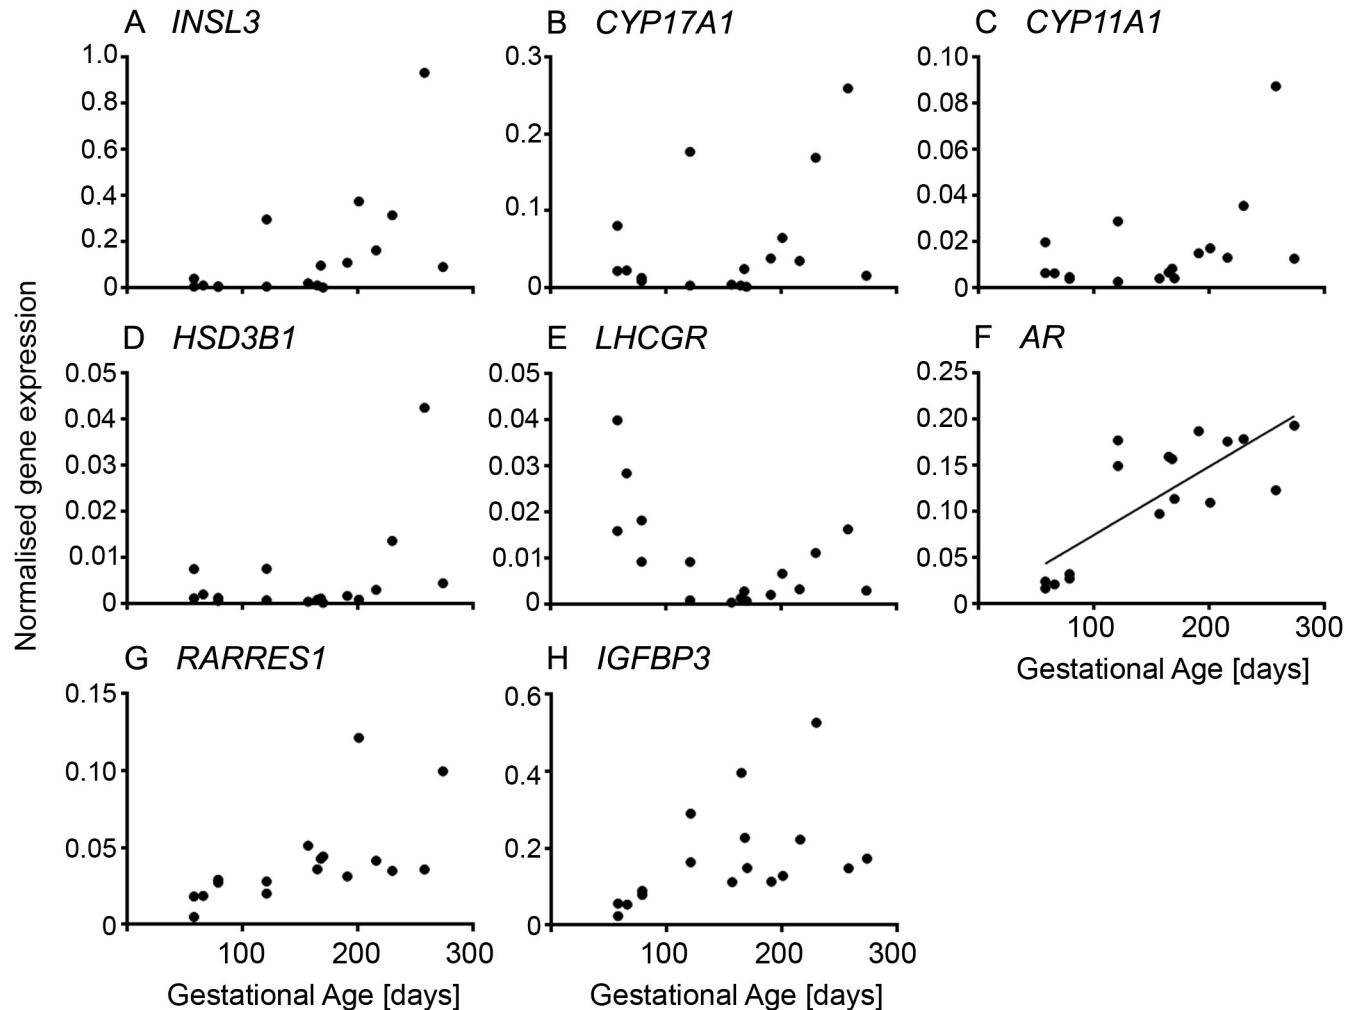 A INSL3
B CYP17A1
C CYP11A1
1.0
0.8
0.6
0.4
0.2
0
0.3
0.2
0.1
0
0.10
0.08
0.06
0.04
0.02
0
Normalised gene expression
D HSD3B1
E LHCGR
F AR
0.05
0.04
0.03
0.02
0.01
0
0.05
0.04
0.03
0.02
0.01
0
0.25
0.20
0.15
0.10
0.05
0
100 200 300
Gestational Age [days]
G RARRES1
H IGFBP3
0.15
0.10
0.05
0
100 200 300
Gestational Age [days]
0.6
0.4
0.2
0
100 200 300
Gestational Age [days]